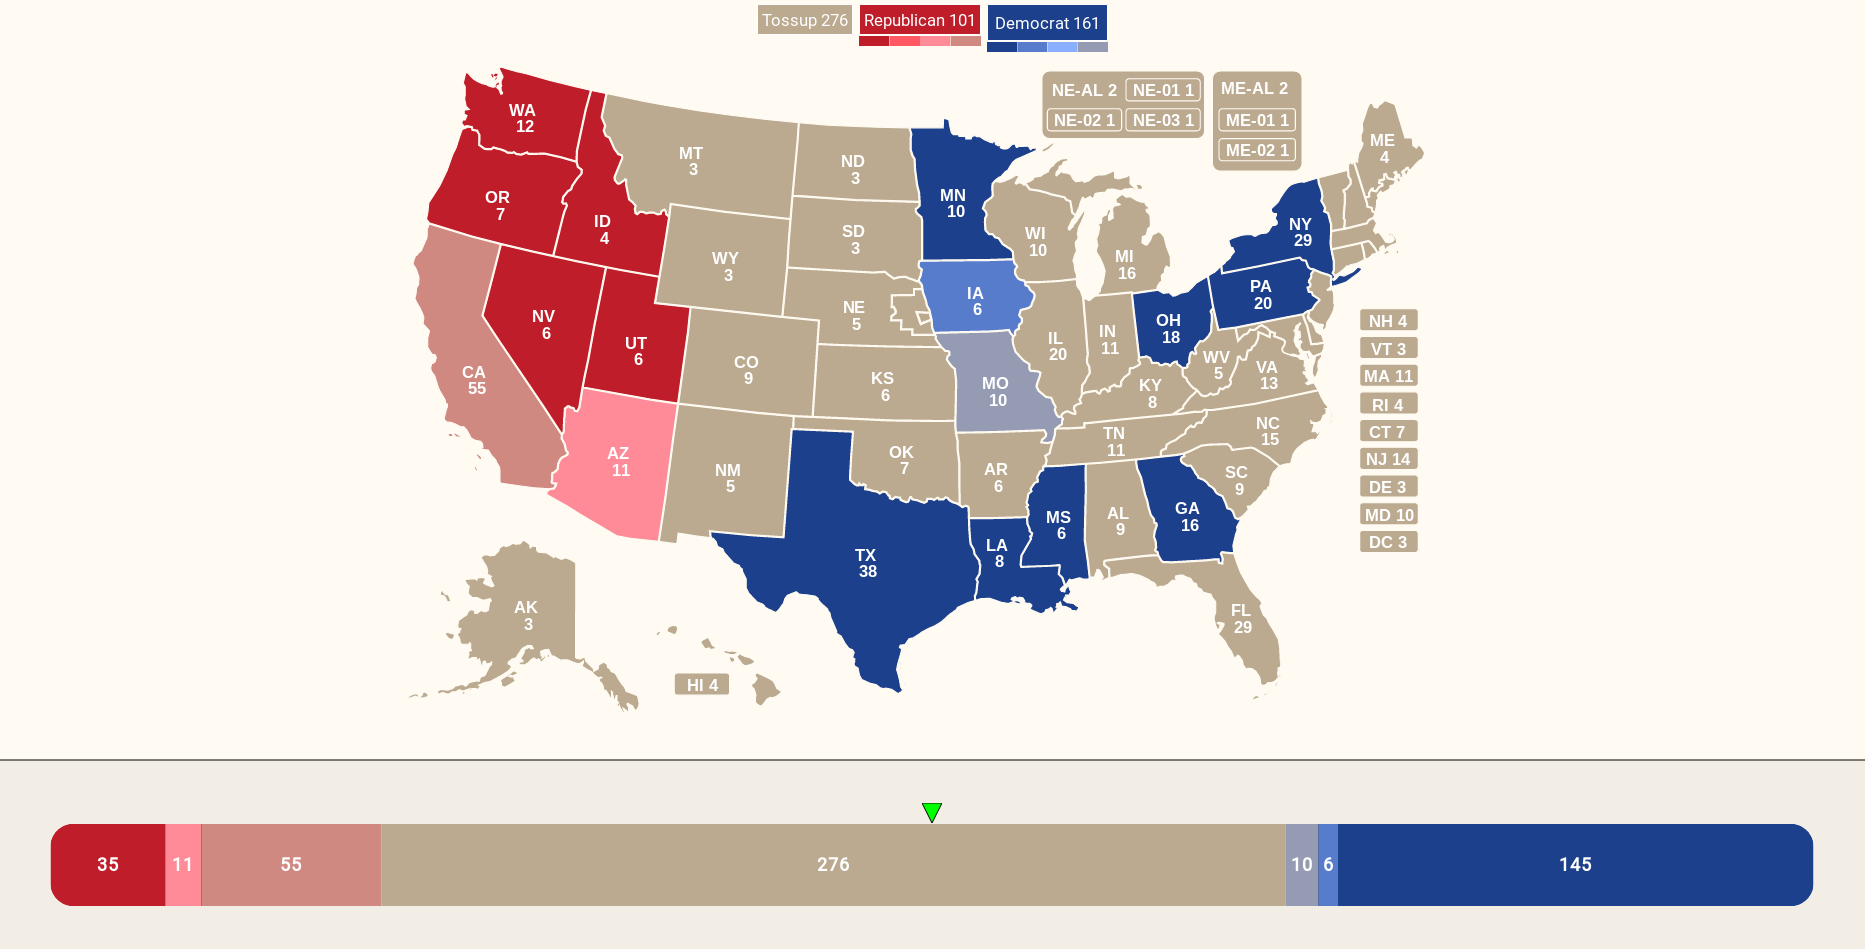 Tossup 276
Republican 101
Democrat 161
WA
12
OR
7
ID
4
MT
3
ND
3
MN
10
NE-AL 2
NE-01 1
NE-02 1
NE-03 1
ME-AL 2
ME-01 1
ME-02 1
ME
4
SD
3
WI
10
MI
16
NY
29
WY
3
NV
6
UT
6
CA
55
NE
5
IA
6
PA
20
OH
18
IL
20
IN
11
CO
9
KS
6
MO
10
WV
5
VA
13
KY
8
NH 4
VT 3
MA 11
RI 4
CT 7
NJ 14
DE 3
MD 10
DC 3
AZ
11
NM
5
OK
7
AR
6
TN
11
NC
15
SC
9
TX
38
LA
8
MS
6
AL
9
GA
16
FL
29
AK
3
HI 4
35
11
55
276
10
6
145